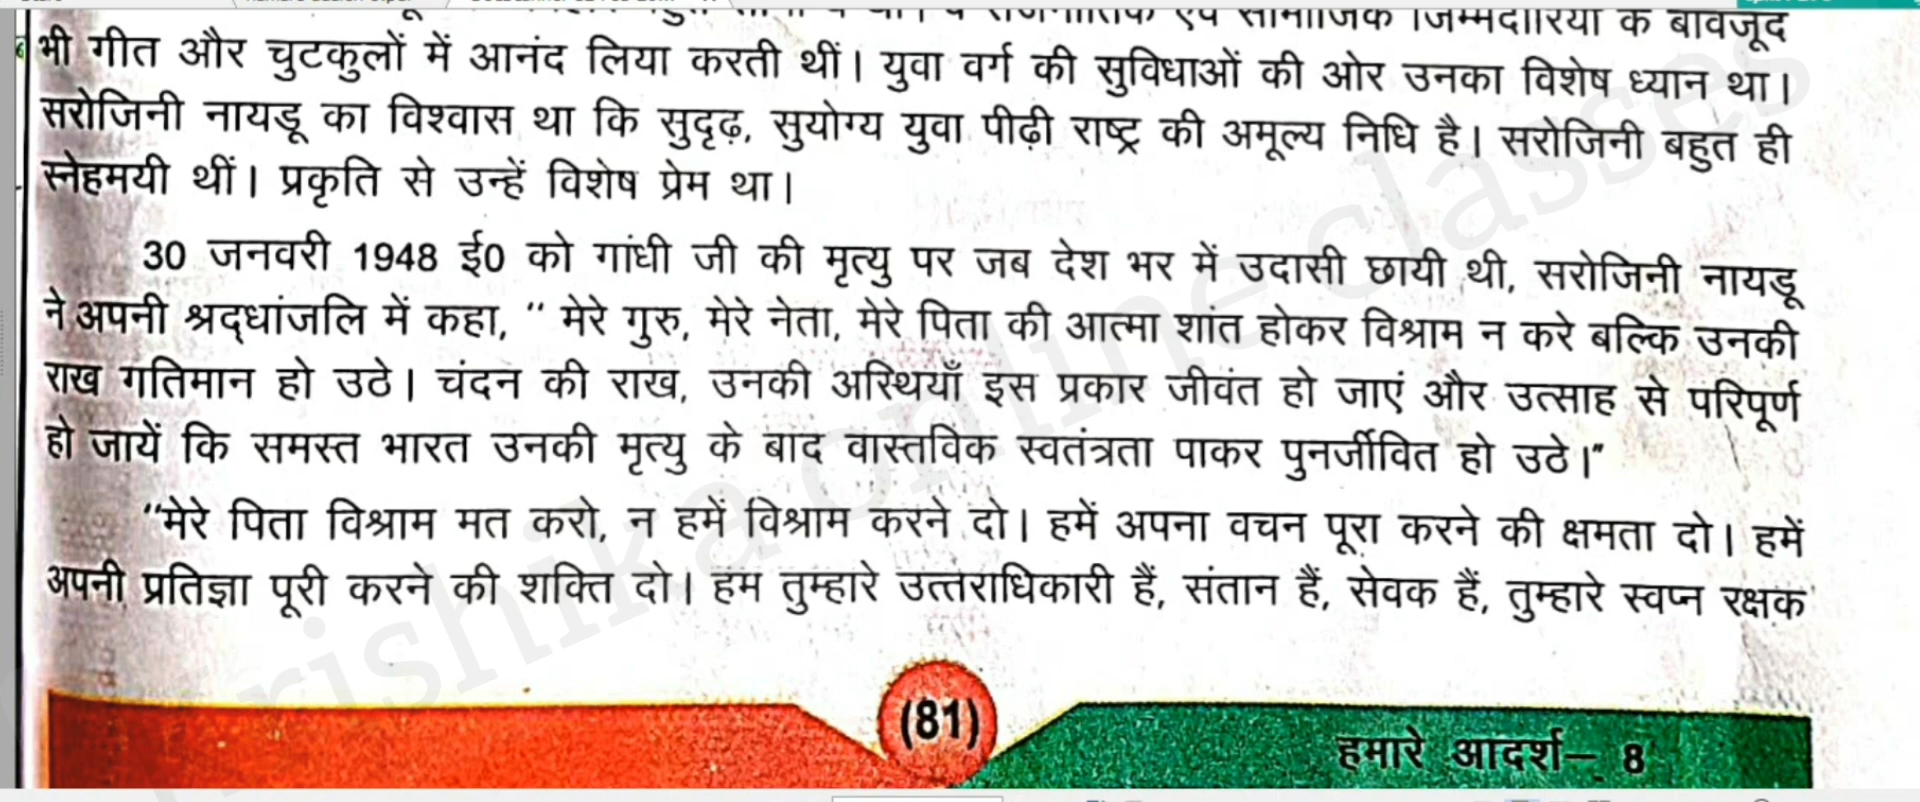 राजनीतिक एवं सामाजिक जिम्मेदारियों के बावजूद
भी गीत और चुटकुलों में आनंद लिया करती थीं। युवा वर्ग की सुविधाओं की ओर उनका विशेष ध्यान था।
सरोजिनी नायडू का विश्वास था कि सुदृढ़, सुयोग्य युवा पीढ़ी राष्ट्र की अमूल्य निधि है। सरोजिनी बहुत ही
स्नेहमयी थीं। प्रकृति से उन्हें विशेष प्रेम था।
30 जनवरी 1948 ई0 को गांधी जी की मृत्यु पर जब देश भर में उदासी छायी थी, सरोजिनी नायडू
ने अपनी श्रद्धांजलि में कहा, “ मेरे गुरु, मेरे नेता, मेरे पिता की आत्मा शांत होकर विश्राम न करे बल्कि उनकी
राख गतिमान हो उठे। चंदन की राख, उनकी अस्थियाँ इस प्रकार जीवंत हो जाएं और उत्साह से परिपूर्ण
हो जायें कि समस्त भारत उनकी मृत्यु के बाद वास्तविक स्वतंत्रता पाकर पुनर्जीवित हो उठे।”
“मेरे पिता विश्राम मत करो, न हमें विश्राम करने दो। हमें अपना वचन पूरा करने की क्षमता दो। हमें
अपनी प्रतिज्ञा पूरी करने की शक्ति दो। हम तुम्हारे उत्तराधिकारी हैं, संतान हैं, सेवक हैं, तुम्हारे स्वप्न रक्षक
(81)
हमारे आदर्श– 8
rishika online classes